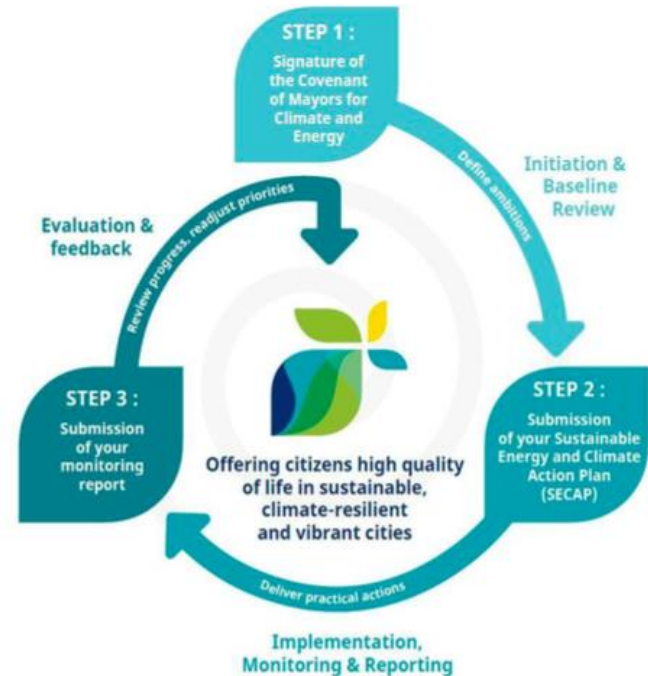 STEP 1 :
Signature of
the Covenant
of Mayors for
Climate and
Energy
Define ambitions
Initiation &
Baseline
Review
STEP 2 :
Submission
of your Sustainable
Energy and Climate
Action Plan
(SECAP)
Deliver practical actions
Implementation,
Monitoring & Reporting
STEP 3 :
Submission
of your
monitoring
report
Review progress, readjust priorities
Evaluation &
feedback
Offering citizens high quality
of life in sustainable,
climate-resilient
and vibrant cities